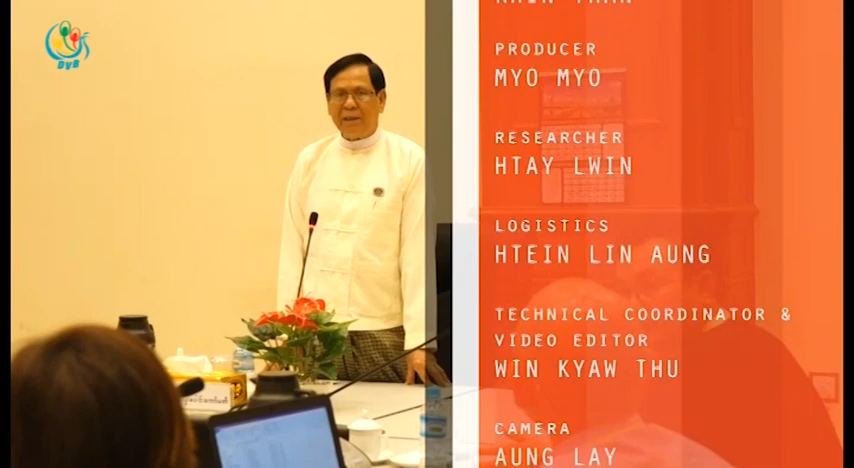 DVB
PRODUCER
MYO MYO
RESEARCHER
HTAY LWIN
LOGISTICS
HTEIN LIN AUNG
TECHNICAL COORDINATOR &
VIDEO EDITOR
WIN KYAW THU
CAMERA
AUNG LAY